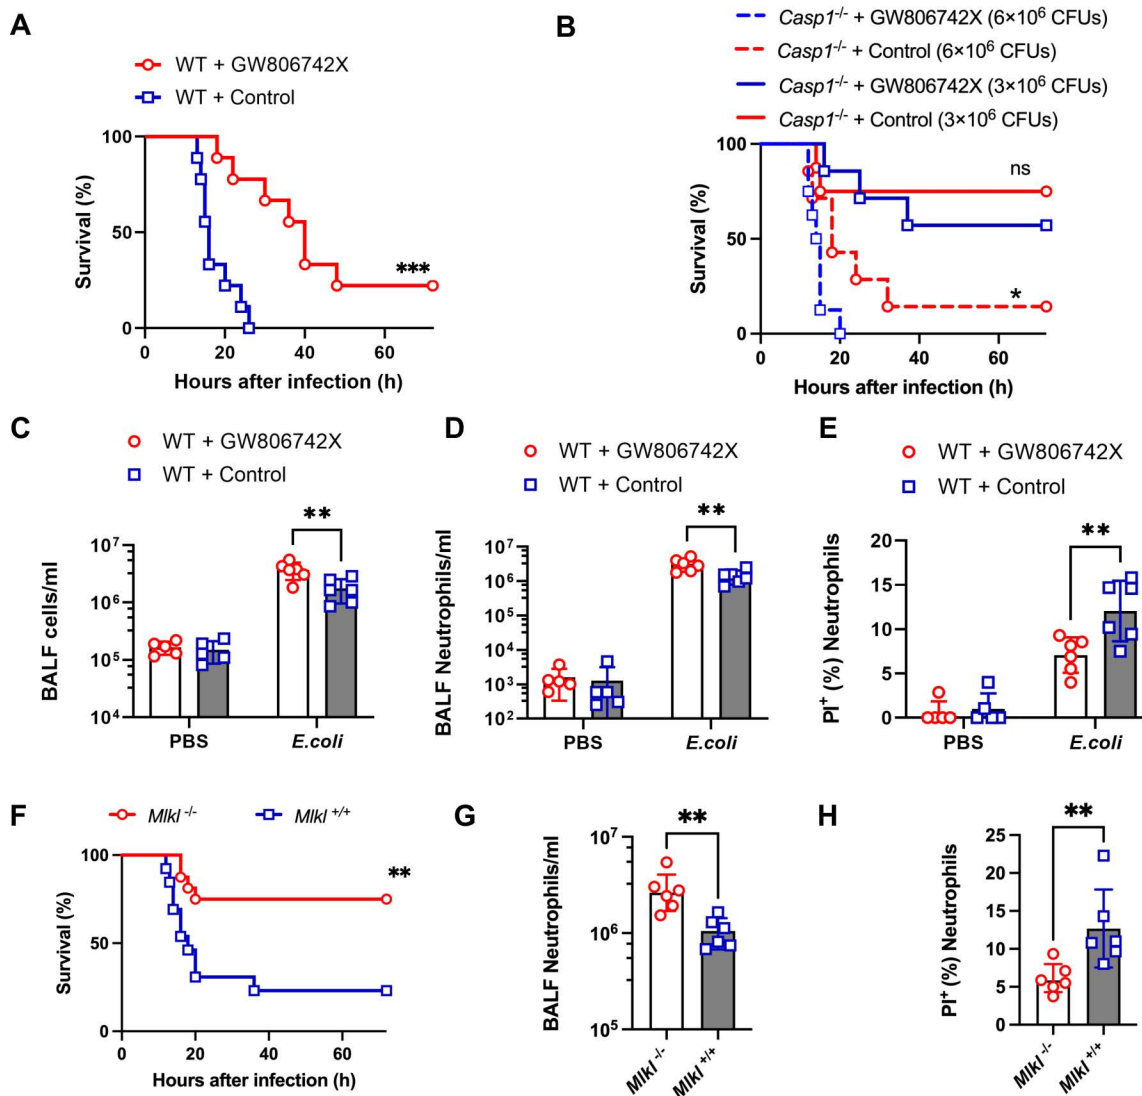 A
WT + GW806742X
WT + Control
100
50
0
Survival (%)
***
0 20 40 60
Hours after infection (h)
B
Casp1-/- + GW806742X (6×10⁶ CFUs)
Casp1-/- + Control (6×10⁶ CFUs)
Casp1-/- + GW806742X (3×10⁶ CFUs)
Casp1-/- + Control (3×10⁶ CFUs)
100
50
0
Survival (%)
ns
*
0 20 40 60
Hours after infection (h)
C
WT + GW806742X
WT + Control
**
10⁷
10⁶
10⁵
10⁴
BALF cells/ml
PBS E.coli
D
WT + GW806742X
WT + Control
**
10⁷
10⁶
10⁵
10⁴
10³
10²
BALF Neutrophils/ml
PBS E.coli
E
WT + GW806742X
WT + Control
**
20
15
10
5
0
PI⁺ (%) Neutrophils
PBS E.coli
F
Mlkl -/- Mlkl +/+
100
50
0
Survival (%)
**
0 20 40 60
Hours after infection (h)
G
**
10⁷
10⁶
10⁵
BALF Neutrophils/ml
Mlkl -/- Mlkl +/+
H
**
25
20
15
10
5
0
PI⁺ (%) Neutrophils
Mlkl -/- Mlkl +/+